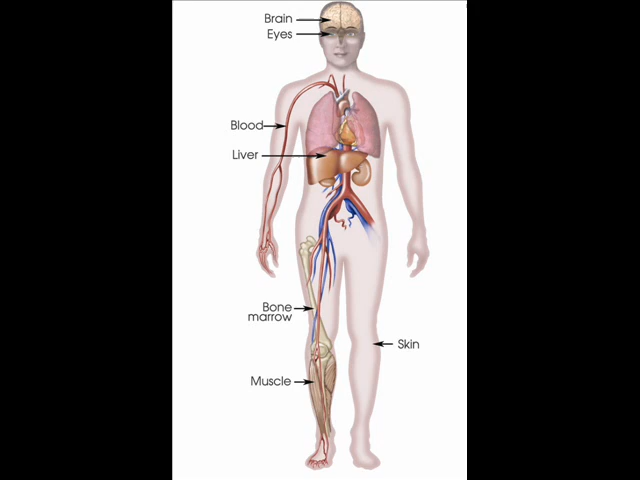 Brain
Eyes
Blood
Liver
Bone
marrow
Skin
Muscle